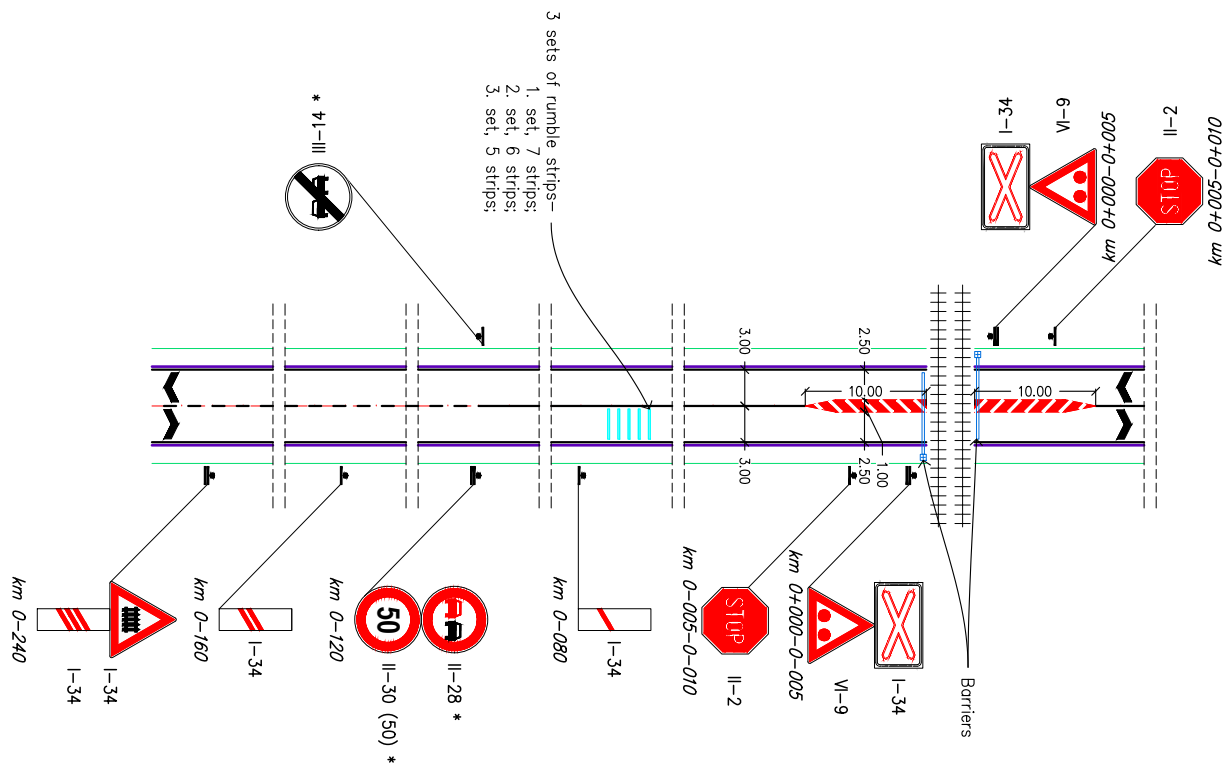 3 sets of rumble strips-
1. set, 7 strips;
2. set, 6 strips;
3. set, 5 strips;
III-14 *
I-34
VI-9
km 0+000-0+005
II-2
km 0+005-0+010
STOP
3.00
2.50
10.00
10.00
3.00
2.50
1.00
km 0-240
I-34
I-34
km 0-160
I-34
km 0-120
50
II-30 (50) *
II-28 *
km 0-080
I-34
km 0-005-0-010
STOP
II-2
km 0+000-0-005
VI-9
I-34
Barriers